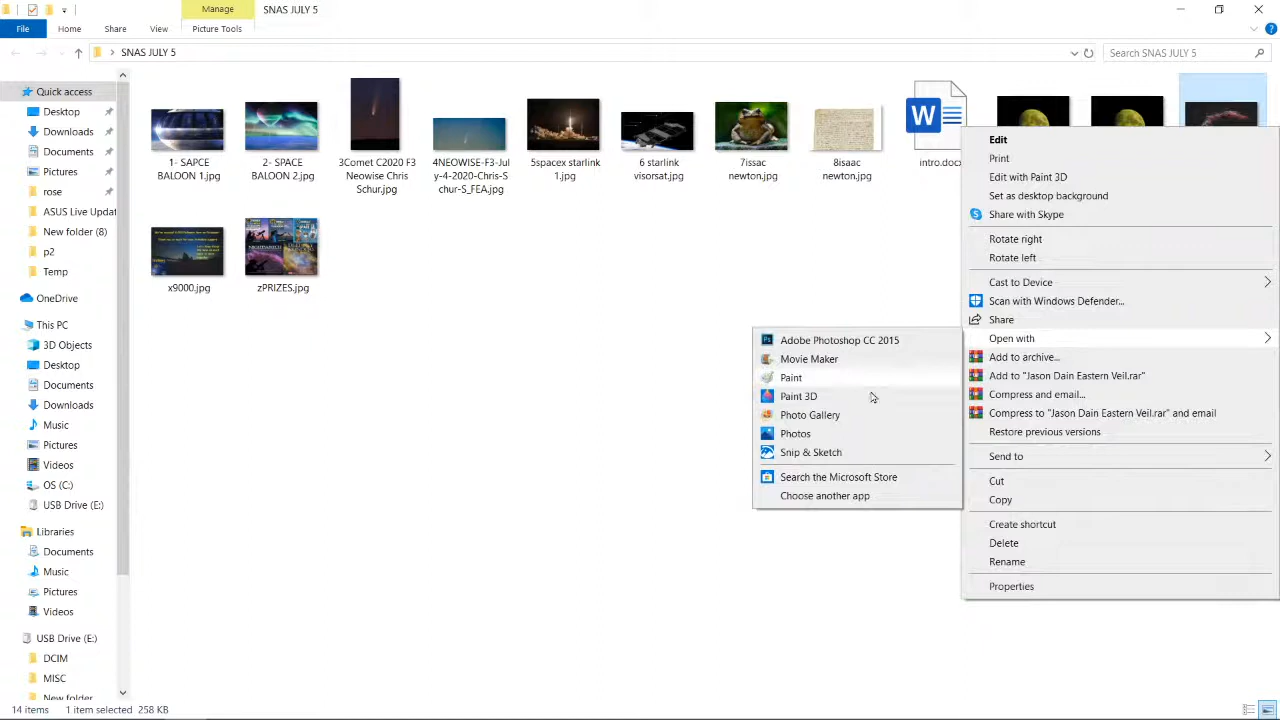 Manage
SNAS JULY 5
File
Home
Share
View
Picture Tools
SNAS JULY 5
Search SNAS JULY 5
Quick access
Desktop
Downloads
Documents
Pictures
rose
ASUS Live Updat
New folder (8)
p2
Temp
OneDrive
This PC
3D Objects
Desktop
Documents
Downloads
Music
Pictures
Videos
OS (C:)
USB Drive (E:)
Libraries
Documents
Music
Pictures
Videos
USB Drive (E:)
DCIM
MISC
New folder
1- SAPCE
BALOON 1.jpg
2- SPACE
BALOON 2.jpg
3Comet C2020 F3
Neowise Chris
Schur.jpg
4NEOWISE-F3-Jul
y-4-2020-Chris-S
chur-S_FEA.jpg
5spacex starlink
1.jpg
6 starlink
visorsat.jpg
7issac
newton.jpg
8isaac
newton.jpg
W
intro.docx
x9000.jpg
zPRIZES.jpg
Edit
Print
Edit with Paint 3D
Set as desktop background
Share with Skype
Rotate right
Rotate left
Cast to Device
Scan with Windows Defender...
Share
Open with
Add to archive...
Add to "Jason Dain Eastern Veil.rar"
Compress and email...
Compress to "Jason Dain Eastern Veil.rar" and email
Restore previous versions
Send to
Cut
Copy
Create shortcut
Delete
Rename
Properties
Adobe Photoshop CC 2015
Movie Maker
Paint
Paint 3D
Photo Gallery
Photos
Snip & Sketch
Search the Microsoft Store
Choose another app
14 items
1 item selected 258 KB